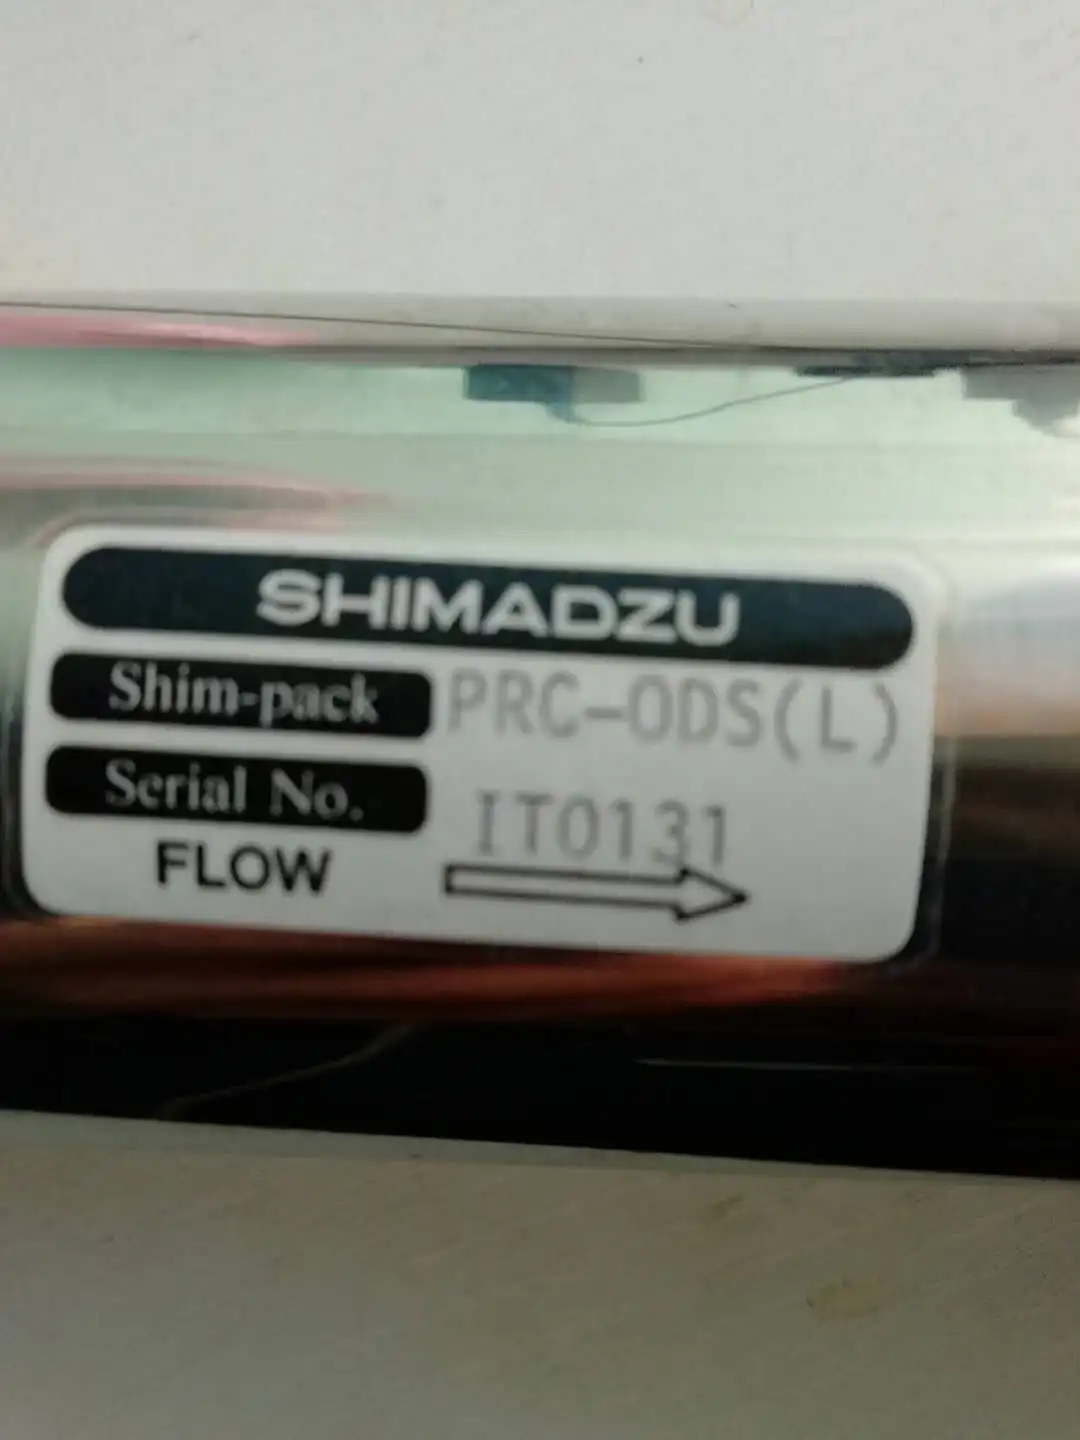 SHIMADZU
Shim-pack PRC-ODS(L)
Serial No. IT0131
FLOW